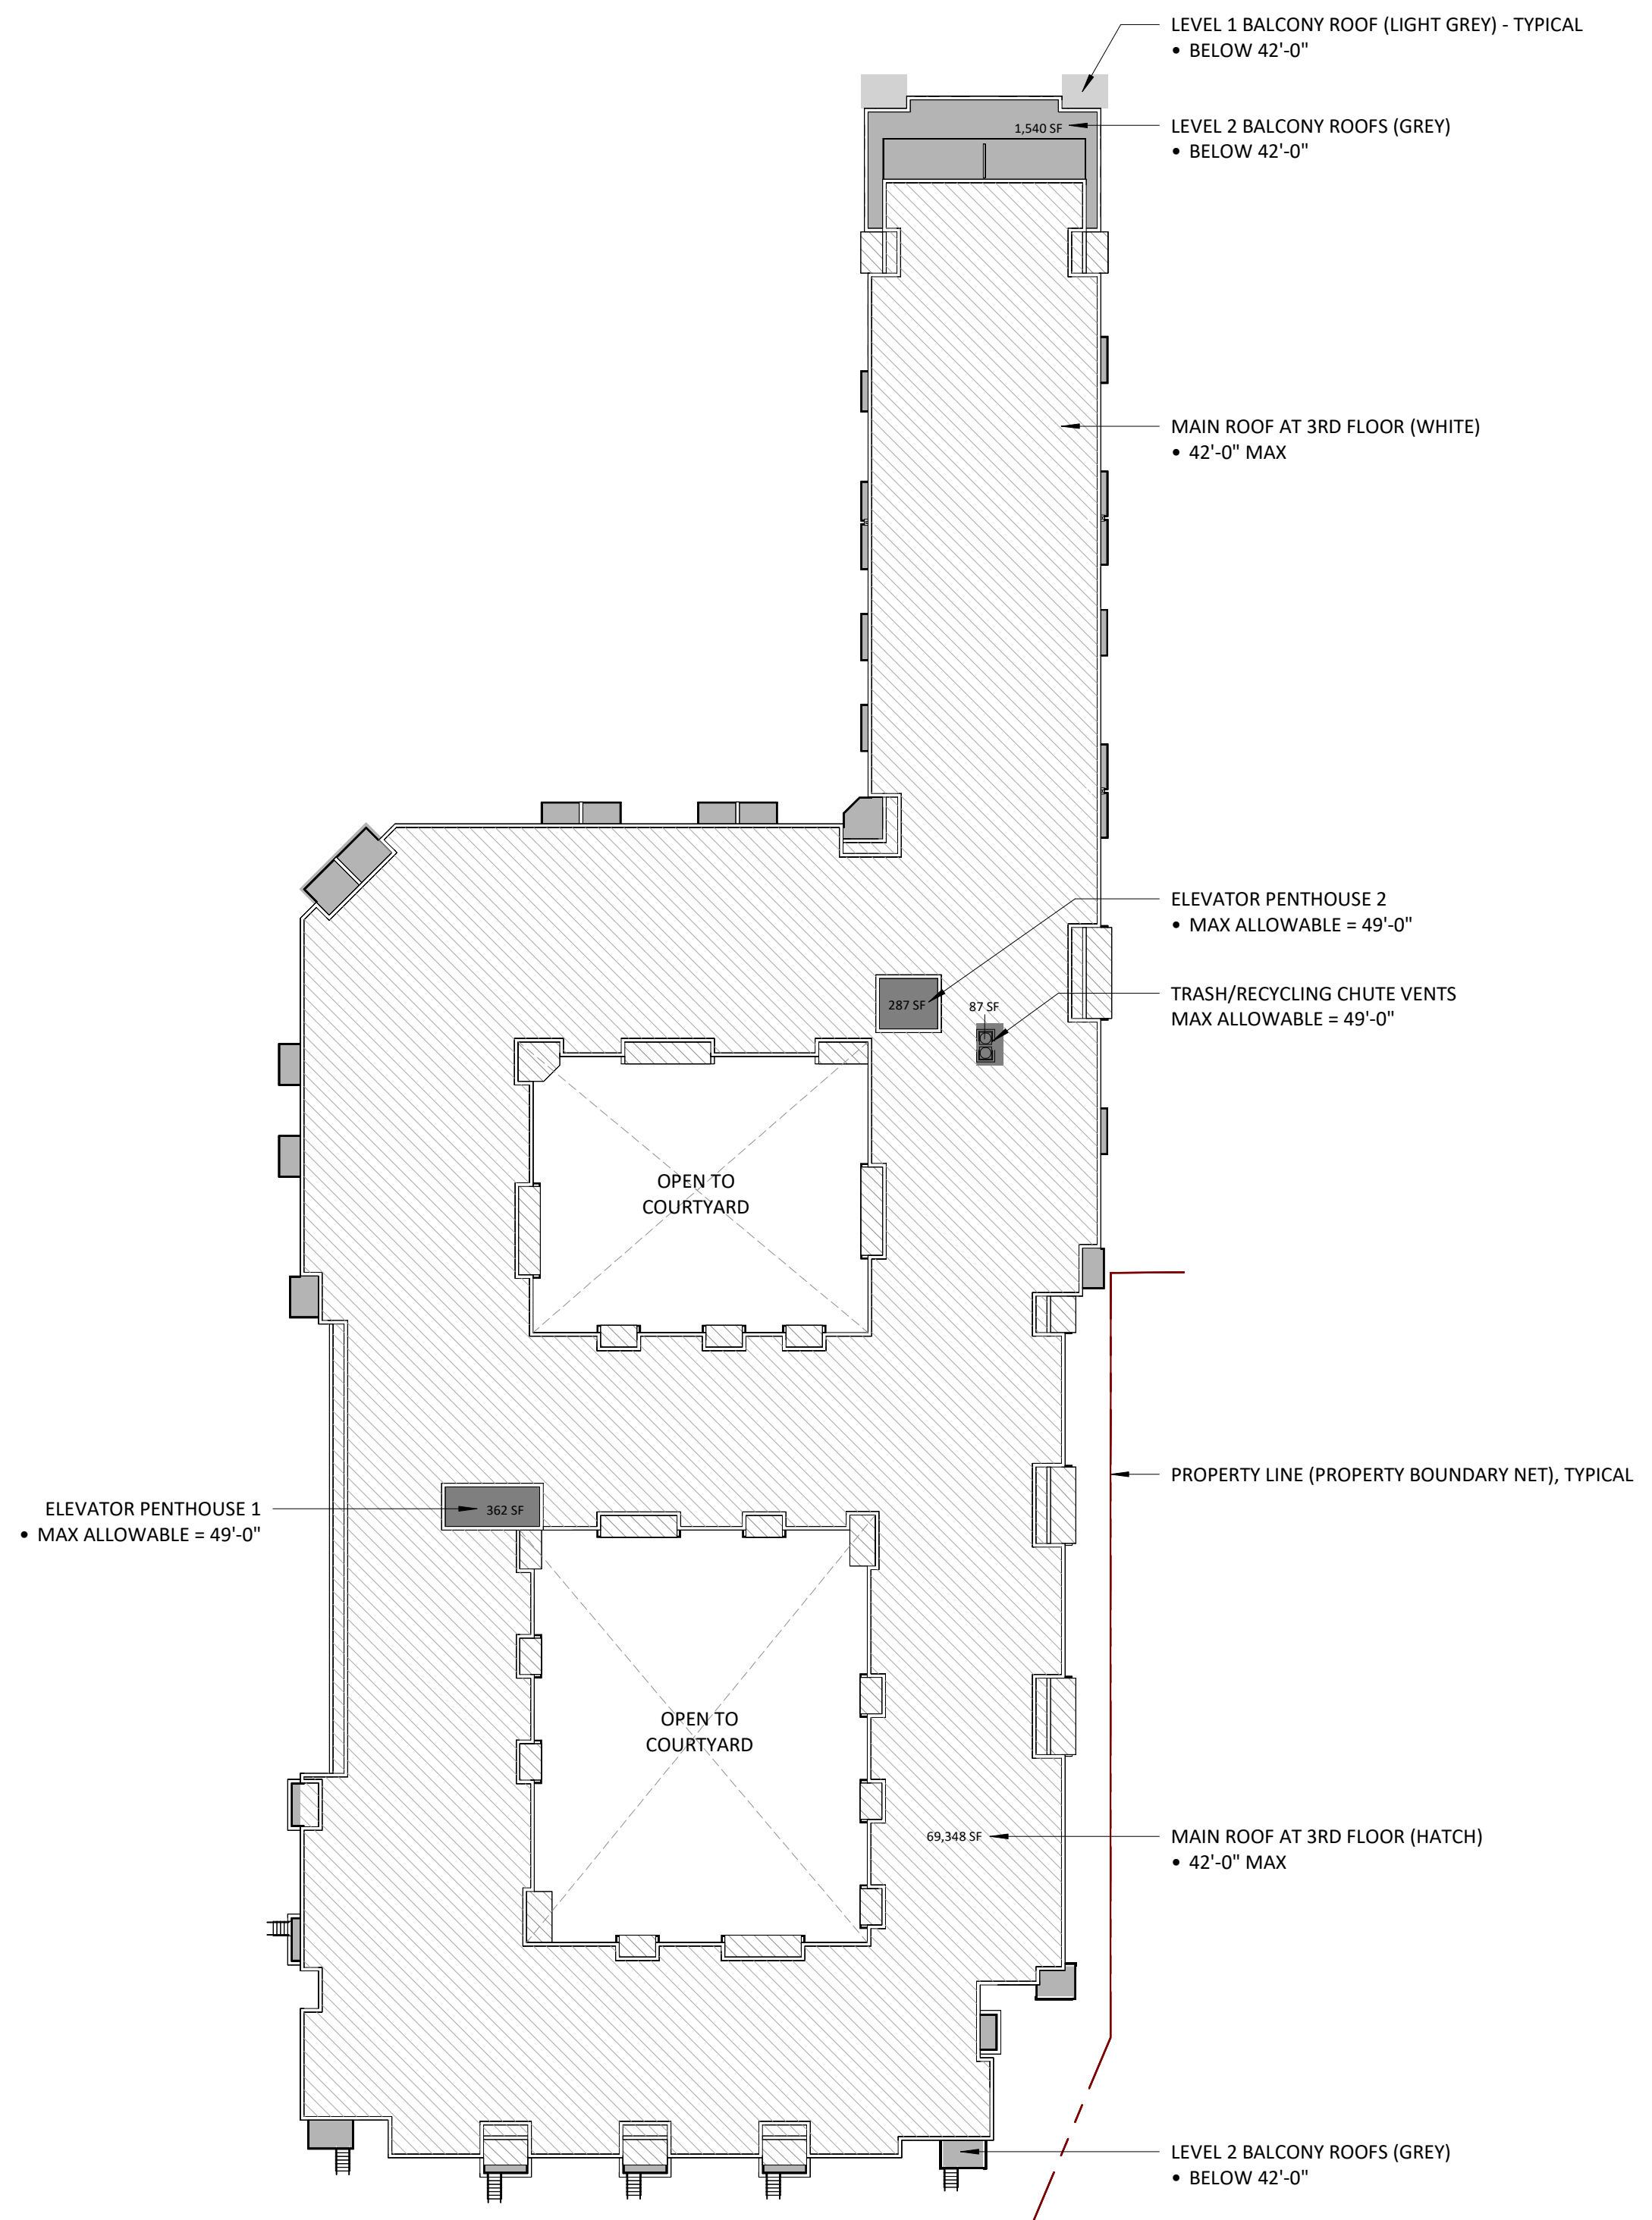 LEVEL 1 BALCONY ROOF (LIGHT GREY) - TYPICAL
• BELOW 42'-0"
1,540 SF
LEVEL 2 BALCONY ROOFS (GREY)
• BELOW 42'-0"
MAIN ROOF AT 3RD FLOOR (WHITE)
• 42'-0" MAX
ELEVATOR PENTHOUSE 2
• MAX ALLOWABLE = 49'-0"
287 SF
87 SF
TRASH/RECYCLING CHUTE VENTS
MAX ALLOWABLE = 49'-0"
OPEN TO
COURTYARD
PROPERTY LINE (PROPERTY BOUNDARY NET), TYPICAL
ELEVATOR PENTHOUSE 1
• MAX ALLOWABLE = 49'-0"
362 SF
OPEN TO
COURTYARD
69,348 SF
MAIN ROOF AT 3RD FLOOR (HATCH)
• 42'-0" MAX
LEVEL 2 BALCONY ROOFS (GREY)
• BELOW 42'-0"